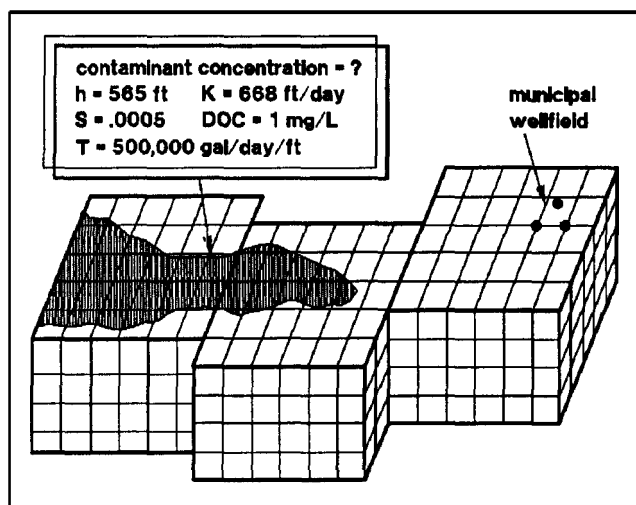 contaminant concentration = ?
h = 565 ft K = 668 ft/day
S = .0005 DOC = 1 mg/L
T = 500,000 gal/day/ft
municipal
wellfield